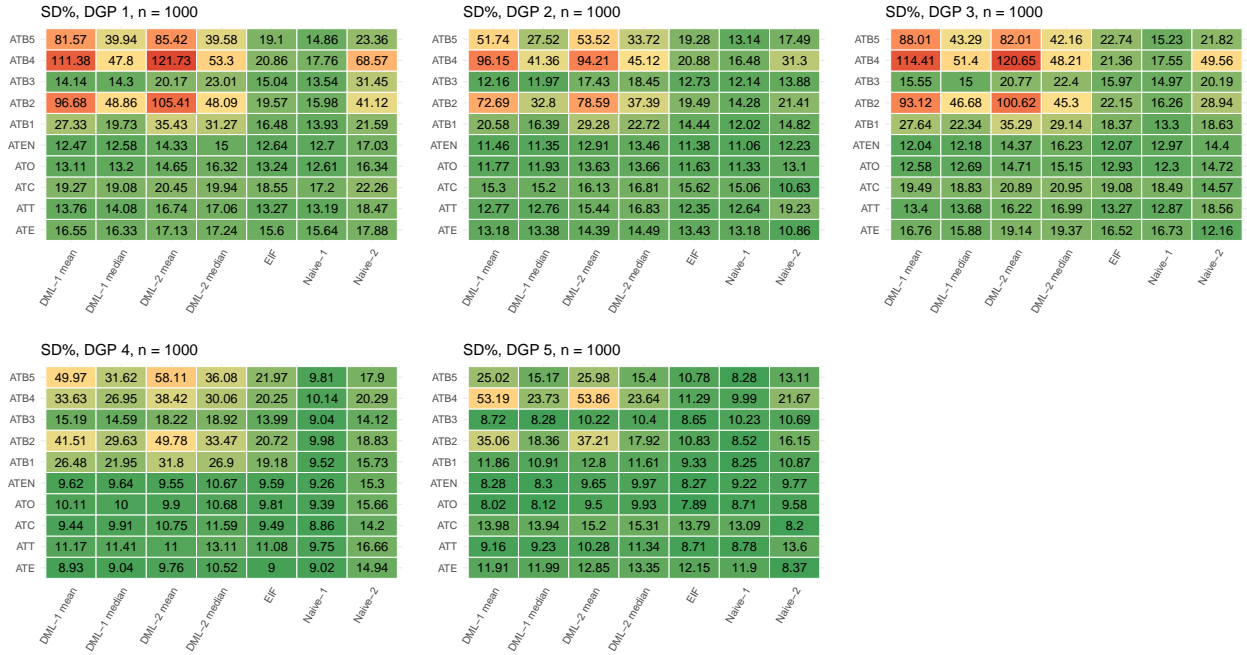 SD%, DGP 1, n = 1000
ATB5 81.57 39.94 85.42 39.58 19.1 14.86 23.36
ATB4 111.38 47.8 121.73 53.3 20.86 17.76 68.57
ATB3 14.14 14.3 20.17 23.01 15.04 13.54 31.45
ATB2 96.68 48.86 105.41 48.09 19.57 15.98 41.12
ATB1 27.33 19.73 35.43 31.27 16.48 13.93 21.59
ATEN 12.47 12.58 14.33 15 12.64 12.7 17.03
ATO 13.11 13.2 14.65 16.32 13.24 12.61 16.34
ATC 19.27 19.08 20.45 19.94 18.55 17.2 22.26
ATT 13.76 14.08 16.74 17.06 13.27 13.19 18.47
ATE 16.55 16.33 17.13 17.24 15.6 15.64 17.88
DML−1 mean DML−1 median DML−2 mean DML−2 median EIF Naive−1 Naive−2
SD%, DGP 2, n = 1000
ATB5 51.74 27.52 53.52 33.72 19.28 13.14 17.49
ATB4 96.15 41.36 94.21 45.12 20.88 16.48 31.3
ATB3 12.16 11.97 17.43 18.45 12.73 12.14 13.88
ATB2 72.69 32.8 78.59 37.39 19.49 14.28 21.41
ATB1 20.58 16.39 29.28 22.72 14.44 12.02 14.82
ATEN 11.46 11.35 12.91 13.46 11.38 11.06 12.23
ATO 11.77 11.93 13.63 13.66 11.63 11.33 13.1
ATC 15.3 15.2 16.13 16.81 15.62 15.06 10.63
ATT 12.77 12.76 15.44 16.83 12.35 12.64 19.23
ATE 13.18 13.38 14.39 14.49 13.43 13.18 10.86
DML−1 mean DML−1 median DML−2 mean DML−2 median EIF Naive−1 Naive−2
SD%, DGP 3, n = 1000
ATB5 88.01 43.29 82.01 42.16 22.74 15.23 21.82
ATB4 114.41 51.4 120.65 48.21 21.36 17.55 49.56
ATB3 15.55 15 20.77 22.4 15.97 14.97 20.19
ATB2 93.12 46.68 100.62 45.3 22.15 16.26 28.94
ATB1 27.64 22.34 35.29 29.14 18.37 13.3 18.63
ATEN 12.04 12.18 14.37 16.23 12.07 12.97 14.4
ATO 12.58 12.69 14.71 15.15 12.93 12.3 14.72
ATC 19.49 18.83 20.89 20.95 19.08 18.49 14.57
ATT 13.4 13.68 16.22 16.99 13.27 12.87 18.56
ATE 16.76 15.88 19.14 19.37 16.52 16.73 12.16
DML−1 mean DML−1 median DML−2 mean DML−2 median EIF Naive−1 Naive−2
SD%, DGP 4, n = 1000
ATB5 49.97 31.62 58.11 36.08 21.97 9.81 17.9
ATB4 33.63 26.95 38.42 30.06 20.25 10.14 20.29
ATB3 15.19 14.59 18.22 18.92 13.99 9.04 14.12
ATB2 41.51 29.63 49.78 33.47 20.72 9.98 18.83
ATB1 26.48 21.95 31.8 26.9 19.18 9.52 15.73
ATEN 9.62 9.64 9.55 10.67 9.59 9.26 15.3
ATO 10.11 10 9.9 10.68 9.81 9.39 15.66
ATC 9.44 9.91 10.75 11.59 9.49 8.86 14.2
ATT 11.17 11.41 11 13.11 11.08 9.75 16.66
ATE 8.93 9.04 9.76 10.52 9 9.02 14.94
DML−1 mean DML−1 median DML−2 mean DML−2 median EIF Naive−1 Naive−2
SD%, DGP 5, n = 1000
ATB5 25.02 15.17 25.98 15.4 10.78 8.28 13.11
ATB4 53.19 23.73 53.86 23.64 11.29 9.99 21.67
ATB3 8.72 8.28 10.22 10.4 8.65 10.23 10.69
ATB2 35.06 18.36 37.21 17.92 10.83 8.52 16.15
ATB1 11.86 10.91 12.8 11.61 9.33 8.25 10.87
ATEN 8.28 8.3 9.65 9.97 8.27 9.22 9.77
ATO 8.02 8.12 9.5 9.93 7.89 8.71 9.58
ATC 13.98 13.94 15.2 15.31 13.79 13.09 8.2
ATT 9.16 9.23 10.28 11.34 8.71 8.78 13.6
ATE 11.91 11.99 12.85 13.35 12.15 11.9 8.37
DML−1 mean DML−1 median DML−2 mean DML−2 median EIF Naive−1 Naive−2